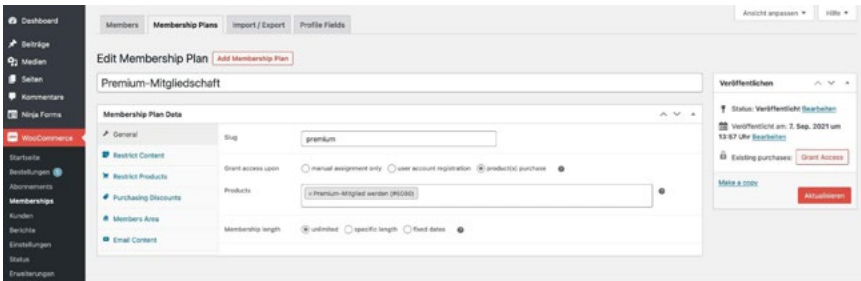 Ansicht anpassen
Hilfe
Dashboard
Beiträge
Medien
Seiten
Kommentare
Ninja Forms
WooCommerce
Startseite
Bestellungen
Abonnements
Memberships
Kunden
Berichte
Einstellungen
Status
Erweiterungen
Members
Membership Plans
Import / Export
Profile Fields
Edit Membership Plan Add Membership Plan
Premium-Mitgliedschaft
Membership Plan Data
General
Restrict Content
Restrict Products
Purchasing Discounts
Members Area
Email Content
Slug premium
Grant access upon manual assignment only user account registration product(s) purchase
Products × Premium-Mitglied werden
Membership length unlimited specific length fixed dates
Veröffentlichen
Status: Veröffentlicht Bearbeiten
Veröffentlicht am: 7. Sep. 2021 um
13:57 Uhr Bearbeiten
Existing purchases: Grant Access
Make a copy
Aktualisieren